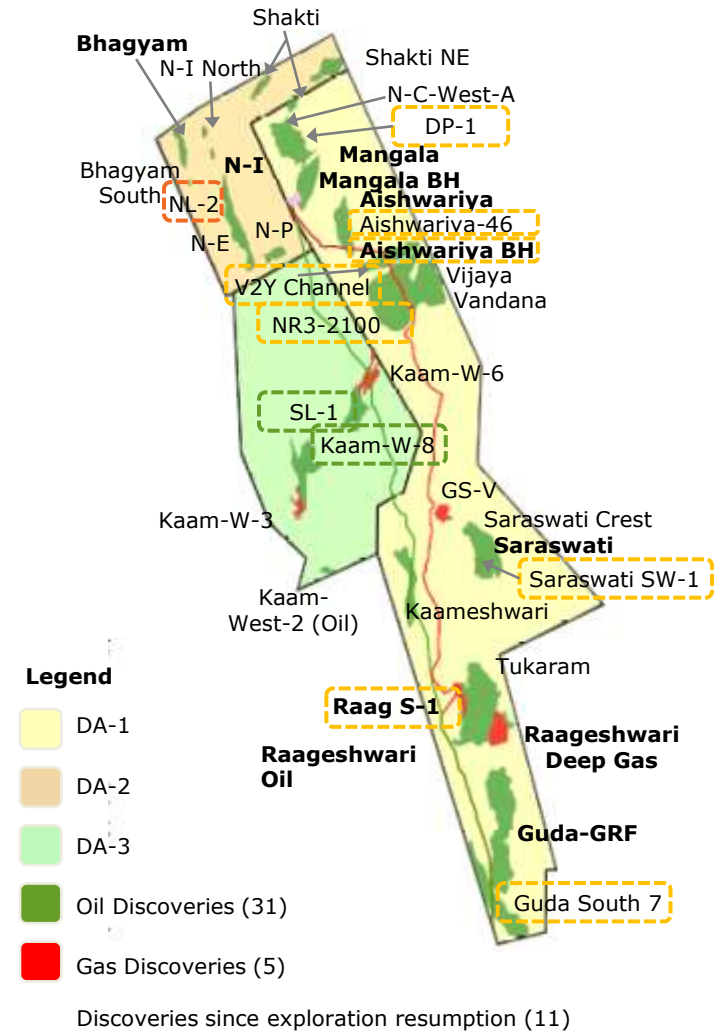 Shakti
Bhagyam
N-I North
Shakti NE
N-C-West-A
DP-1
Mangala
N-I
Mangala BH
Bhagyam
South
NL-2
Aishwariya
Aishwariva-46
N-P
N-E
Aishwariya BH
Vijaya
V2Y Channel
Vandana
NR3-2100
Kaam-W-6
SL-1
Kaam-W-8
GS-V
Kaam-W-3
Saraswati Crest
Saraswati
Saraswati SW-1
Kaam-
West-2 (Oil)
Kaameshwari
Tukaram
Legend
Raag S-1
DA-1
Raageshwari
Deep Gas
Raageshwari
Oil
DA-2
Guda-GRF
DA-3
Guda South 7
Oil Discoveries (31)
Gas Discoveries (5)
Discoveries since exploration resumption (11)